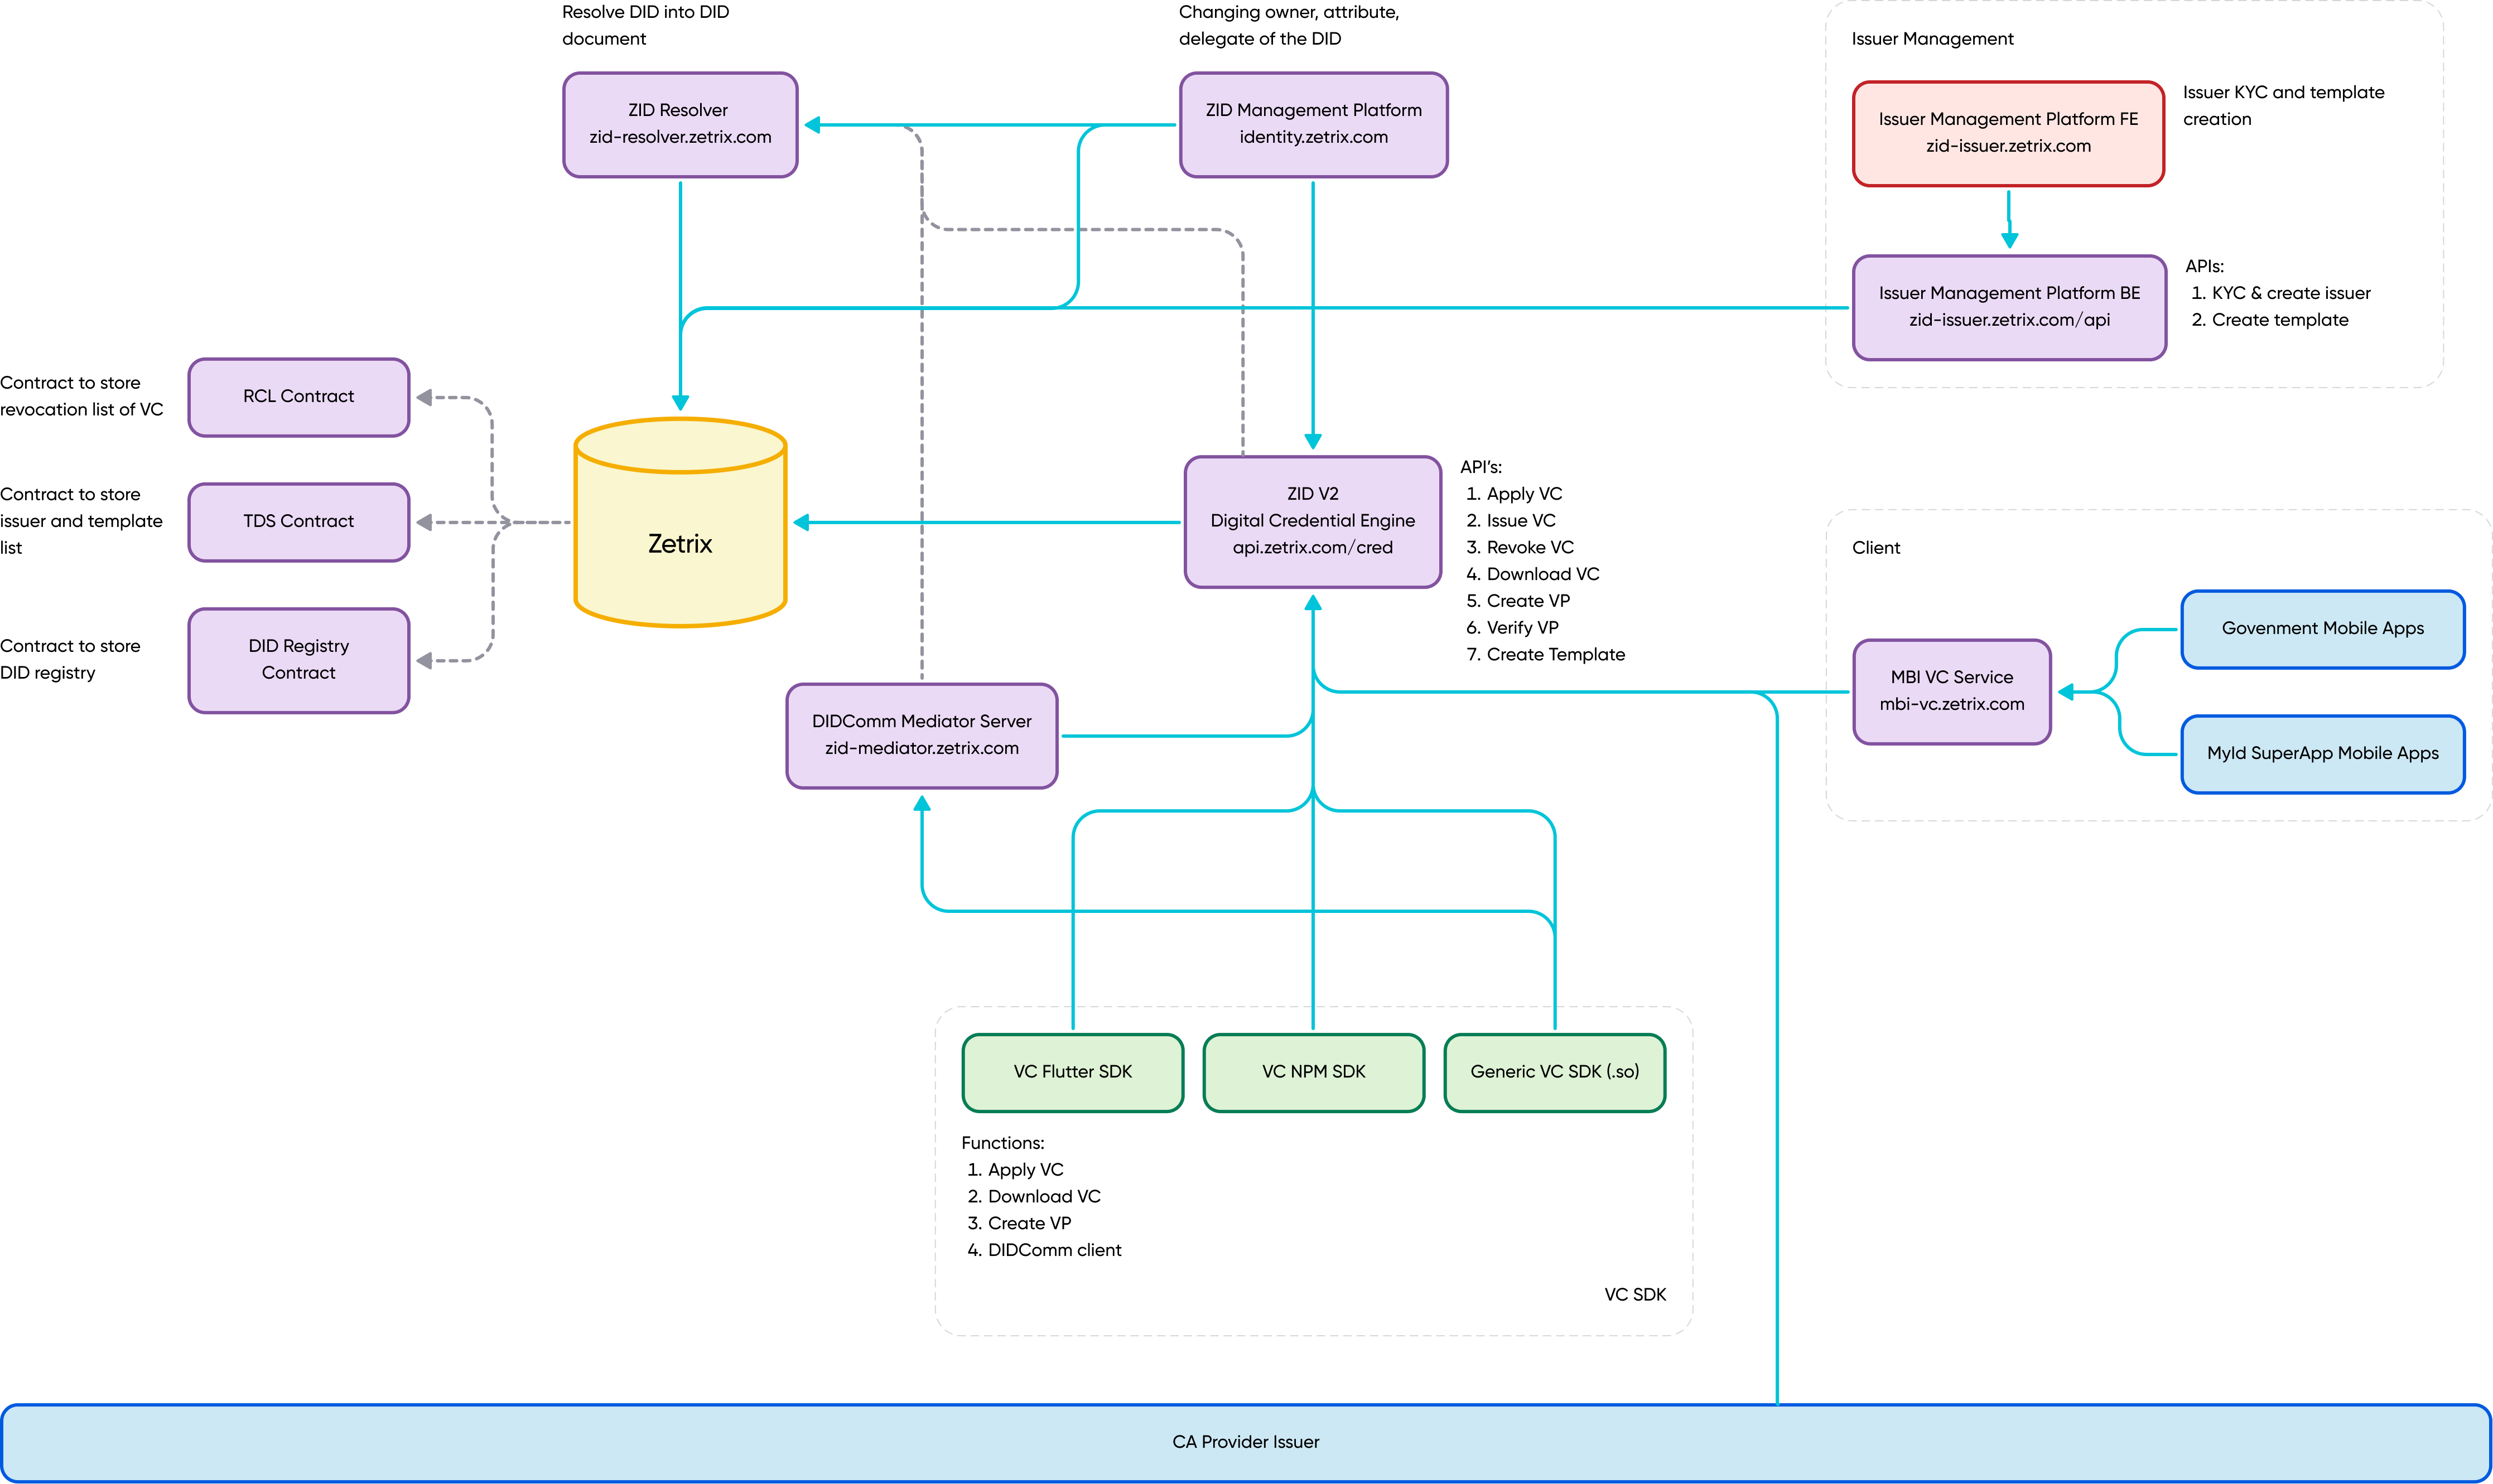 Resolve DID into DID
document
Changing owner, attribute,
delegate of the DID
Issuer Management
ZID Resolver
zid-resolver.zetrix.com
ZID Management Platform
identity.zetrix.com
Issuer Management Platform FE
zid-issuer.zetrix.com
Issuer KYC and template
creation
Issuer Management Platform BE
zid-issuer.zetrix.com/api
APIs:
1. KYC & create issuer
2. Create template
Contract to store
revocation list of VC
RCL Contract
Contract to store
issuer and template
list
TDS Contract
Contract to store
DID registry
DID Registry
Contract
Zetrix
ZID V2
Digital Credential Engine
api.zetrix.com/cred
API's:
1. Apply VC
2. Issue VC
3. Revoke VC
4. Download VC
5. Create VP
6. Verify VP
7. Create Template
Client
MBI VC Service
mbi-vc.zetrix.com
Govenment Mobile Apps
MyId SuperApp Mobile Apps
DIDComm Mediator Server
zid-mediator.zetrix.com
VC Flutter SDK
VC NPM SDK
Generic VC SDK (.so)
Functions:
1. Apply VC
2. Download VC
3. Create VP
4. DIDComm client
VC SDK
CA Provider Issuer